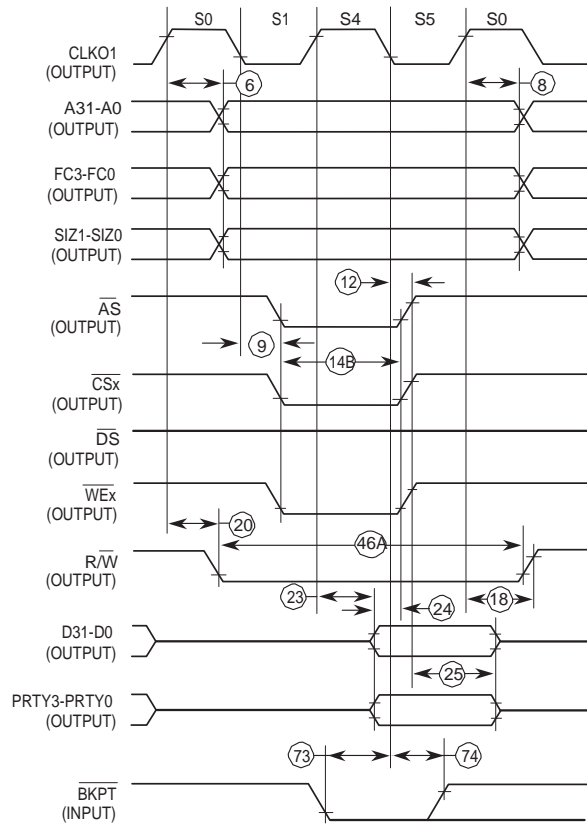 S0 S1 S4 S5 S0
CLKO1
(OUTPUT)
6 8
A31-A0
(OUTPUT)
FC3-FC0
(OUTPUT)
SIZ1-SIZ0
(OUTPUT)
12
AS
(OUTPUT)
9
14B
CSx
(OUTPUT)
DS
(OUTPUT)
WEx
(OUTPUT)
20
46A
R/W
(OUTPUT)
23 24 18
D31-D0
(OUTPUT)
25
PRTY3-PRTY0
(OUTPUT)
73 74
BKPT
(INPUT)